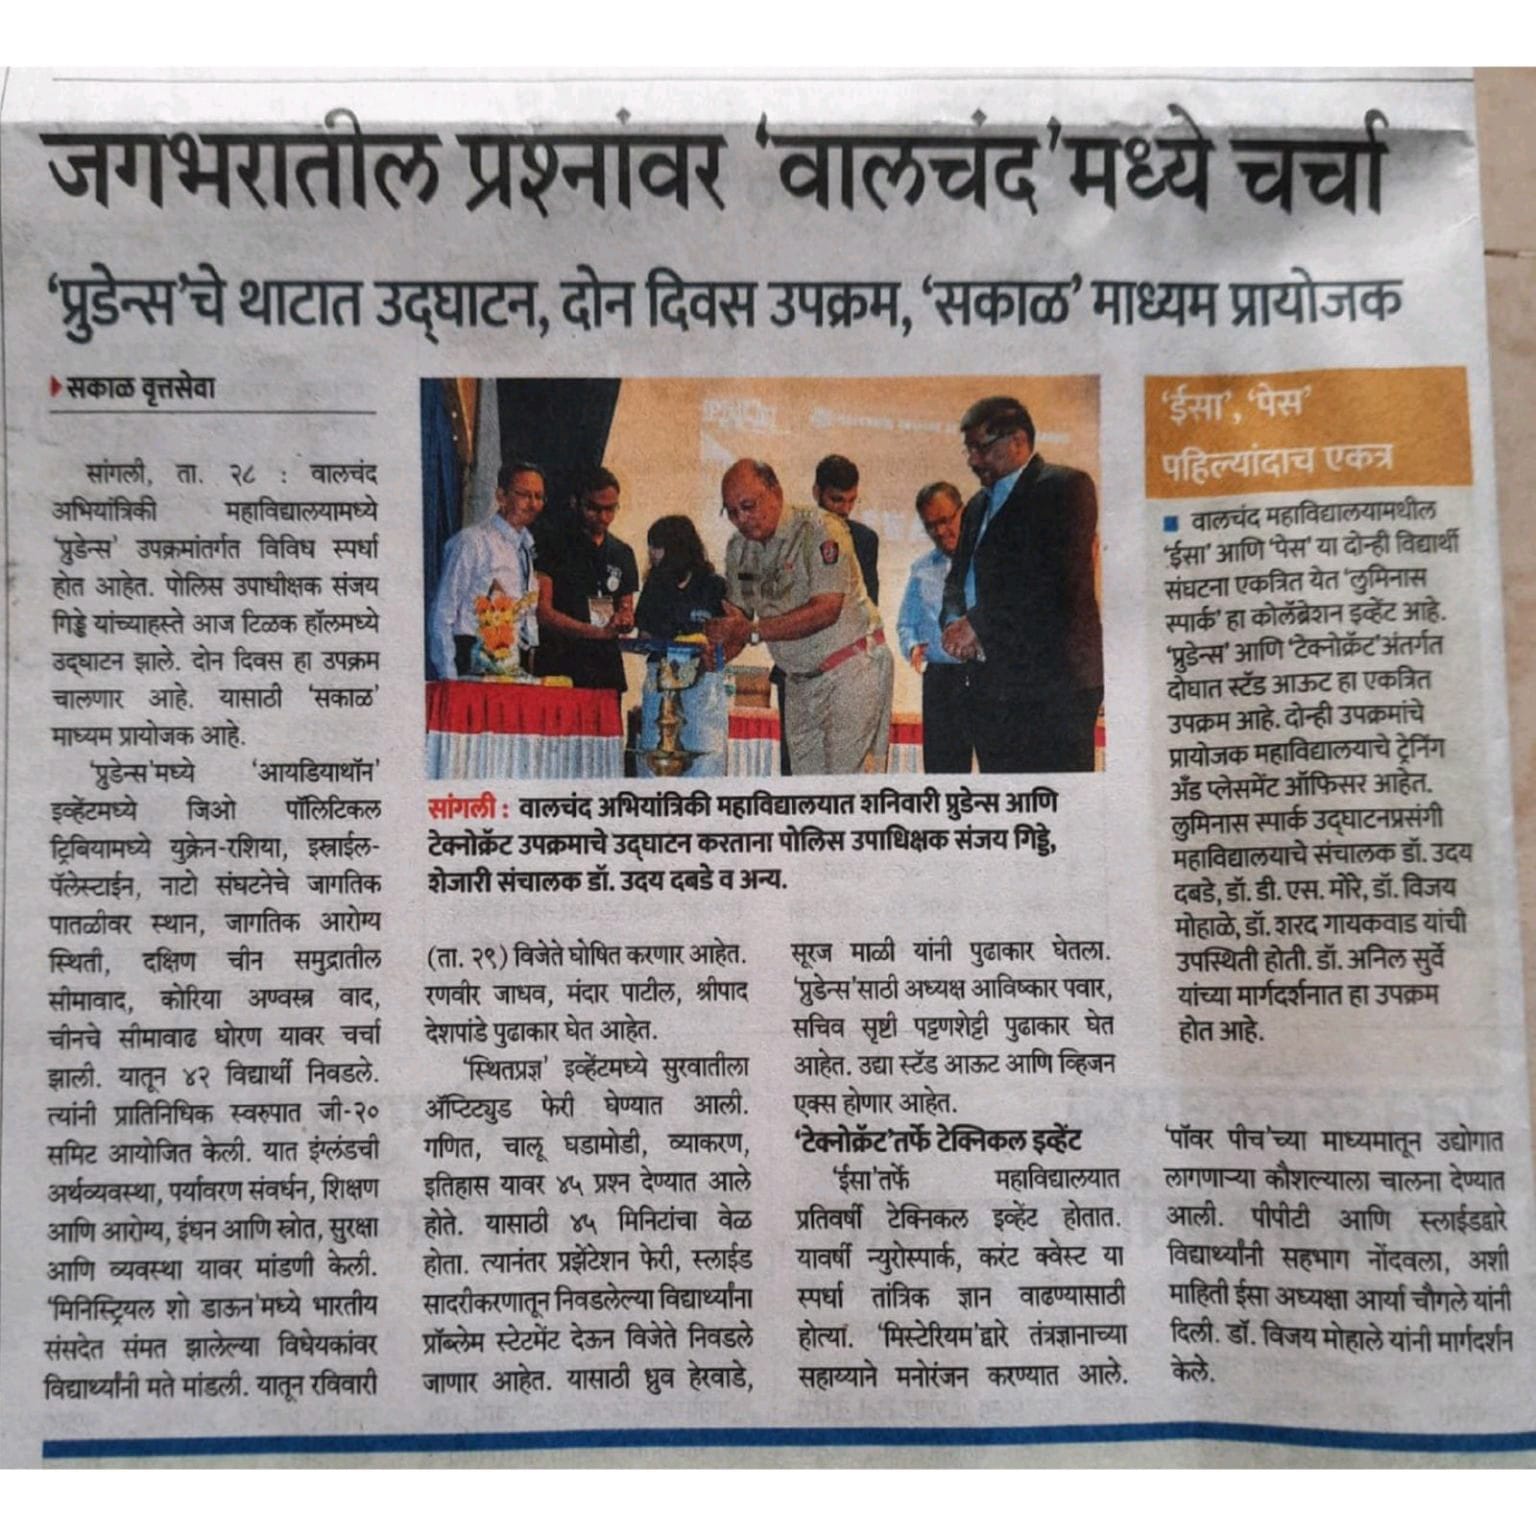 जगभरातील प्रश्नांवर ‘वालचंद’मध्ये चर्चा
‘प्रुडेन्स’चे थाटात उद्‍घाटन, दोन दिवस उपक्रम, ‘सकाळ’ माध्यम प्रायोजक
सकाळ वृत्तसेवा
सांगली, ता. २८ : वालचंद
अभियांत्रिकी महाविद्यालयामध्ये
‘प्रुडेन्स’ उपक्रमांतर्गत विविध स्पर्धा
होत आहेत. पोलिस उपाधीक्षक संजय
गिड्डे यांच्याहस्ते आज टिळक हॉलमध्ये
उद्‍घाटन झाले. दोन दिवस हा उपक्रम
चालणार आहे. यासाठी ‘सकाळ’
माध्यम प्रायोजक आहे.
‘प्रुडेन्स’मध्ये ‘आयडियाथॉन’
इव्हेंटमध्ये जिओ पॉलिटिकल
ट्रिबियामध्ये युक्रेन-रशिया, इस्राईल-
पॅलेस्टाईन, नाटो संघटनेचे जागतिक
पातळीवर स्थान, जागतिक आरोग्य
स्थिती, दक्षिण चीन समुद्रातील
सीमावाद, कोरिया अण्वस्त्र वाद,
चीनचे सीमावाढ धोरण यावर चर्चा
झाली. यातून ४२ विद्यार्थी निवडले.
त्यांनी प्रातिनिधिक स्वरुपात जी-२०
समिट आयोजित केली. यात इंग्लंडची
अर्थव्यवस्था, पर्यावरण संवर्धन, शिक्षण
आणि आरोग्य, इंधन आणि स्रोत, सुरक्षा
आणि व्यवस्था यावर मांडणी केली.
‘मिनिस्ट्रियल शो डाऊन’मध्ये भारतीय
संसदेत संमत झालेल्या विधेयकांवर
विद्यार्थ्यांनी मते मांडली. यातून रविवारी
सांगली : वालचंद अभियांत्रिकी महाविद्यालयात शनिवारी प्रुडेन्स आणि
टेक्नोक्रॅट उपक्रमाचे उद्‍घाटन करताना पोलिस उपाधिक्षक संजय गिड्डे,
शेजारी संचालक डॉ. उदय दबडे व अन्य.
(ता. २९) विजेते घोषित करणार आहेत.
रणवीर जाधव, मंदार पाटील, श्रीपाद
देशपांडे पुढाकार घेत आहेत.
‘स्थितप्रज्ञ’ इव्हेंटमध्ये सुरवातीला
ॲप्टिट्युड फेरी घेण्यात आली.
गणित, चालू घडामोडी, व्याकरण,
इतिहास यावर ४५ प्रश्न देण्यात आले
होते. यासाठी ४५ मिनिटांचा वेळ
होता. त्यानंतर प्रझेंटेशन फेरी, स्लाईड
सादरीकरणातून निवडलेल्या विद्यार्थ्यांना
प्रॉब्लेम स्टेटमेंट देऊन विजेते निवडले
जाणार आहेत. यासाठी ध्रुव हेरवाडे,
सूरज माळी यांनी पुढाकार घेतला.
‘प्रुडेन्स’साठी अध्यक्ष आविष्कार पवार,
सचिव सृष्टी पट्टणशेट्टी पुढाकार घेत
आहेत. उद्या स्टॅड आऊट आणि व्हिजन
एक्स होणार आहेत.
‘टेक्नोक्रॅट’तर्फे टेक्निकल इव्हेंट
‘ईसा’तर्फे महाविद्यालयात
प्रतिवर्षी टेक्निकल इव्हेंट होतात.
यावर्षी न्युरोस्पार्क, करंट क्वेस्ट या
स्पर्धा तांत्रिक ज्ञान वाढण्यासाठी
होत्या. ‘मिस्टेरियम’द्वारे तंत्रज्ञानाच्या
सहाय्याने मनोरंजन करण्यात आले.
‘पॉवर पीच’च्या माध्यमातून उद्योगात
लागणाऱ्या कौशल्याला चालना देण्यात
आली. पीपीटी आणि स्लाईडद्वारे
विद्यार्थ्यांनी सहभाग नोंदवला, अशी
माहिती ईसा अध्यक्षा आर्या चौगले यांनी
दिली. डॉ. विजय मोहाले यांनी मार्गदर्शन
केले.
‘ईसा’, ‘पेस’
पहिल्यांदाच एकत्र
वालचंद महाविद्यालयामधील
‘ईसा’ आणि ‘पेस’ या दोन्ही विद्यार्थी
संघटना एकत्रित येत ‘लुमिनास
स्पार्क’ हा कोलॅब्रेशन इव्हेंट आहे.
‘प्रुडेन्स’ आणि ‘टेक्नोक्रॅट’अंतर्गत
दोघात स्टॅड आऊट हा एकत्रित
उपक्रम आहे. दोन्ही उपक्रमांचे
प्रायोजक महाविद्यालयाचे ट्रेनिंग
अँड प्लेसमेंट ऑफिसर आहेत.
लुमिनास स्पार्क उद्‍घाटनप्रसंगी
महाविद्यालयाचे संचालक डॉ. उदय
दबडे, डॉ. डी. एस. मोरे, डॉ. विजय
मोहाळे, डॉ. शरद गायकवाड यांची
उपस्थिती होती. डॉ. अनिल सुर्वे
यांच्या मार्गदर्शनात हा उपक्रम
होत आहे.